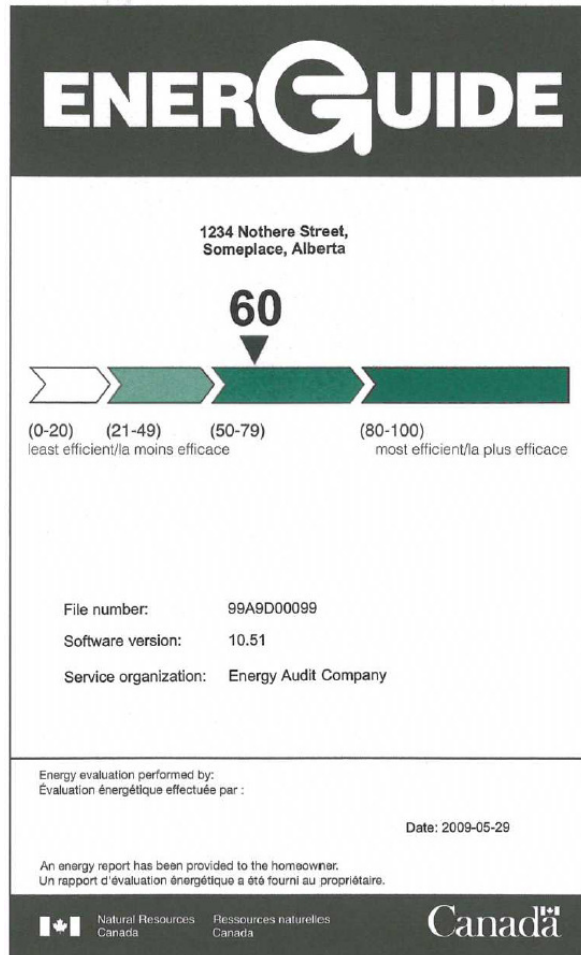 ENERGUIDE
1234 Nothere Street,
Someplace, Alberta
60
(0-20) (21-49) (50-79) (80-100)
least efficient/la moins efficace most efficient/la plus efficace
File number: 99A9D00099
Software version: 10.51
Service organization: Energy Audit Company
Energy evaluation performed by:
Évaluation énergétique effectuée par :
Date: 2009-05-29
An energy report has been provided to the homeowner.
Un rapport d'évaluation énergétique a été fourni au propriétaire.
Natural Resources Ressources naturelles
Canada Canada
Canada